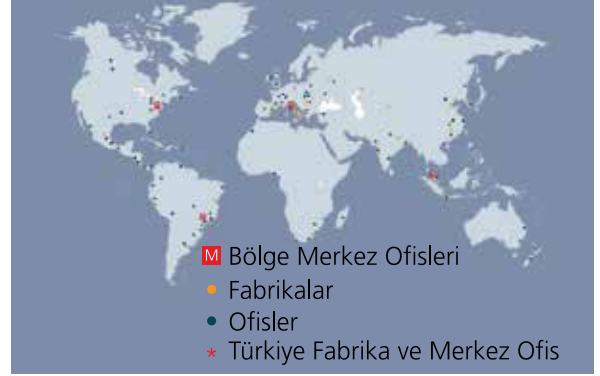 M Bölge Merkez Ofisleri
Fabrikalar
Ofisler
* Türkiye Fabrika ve Merkez Ofis